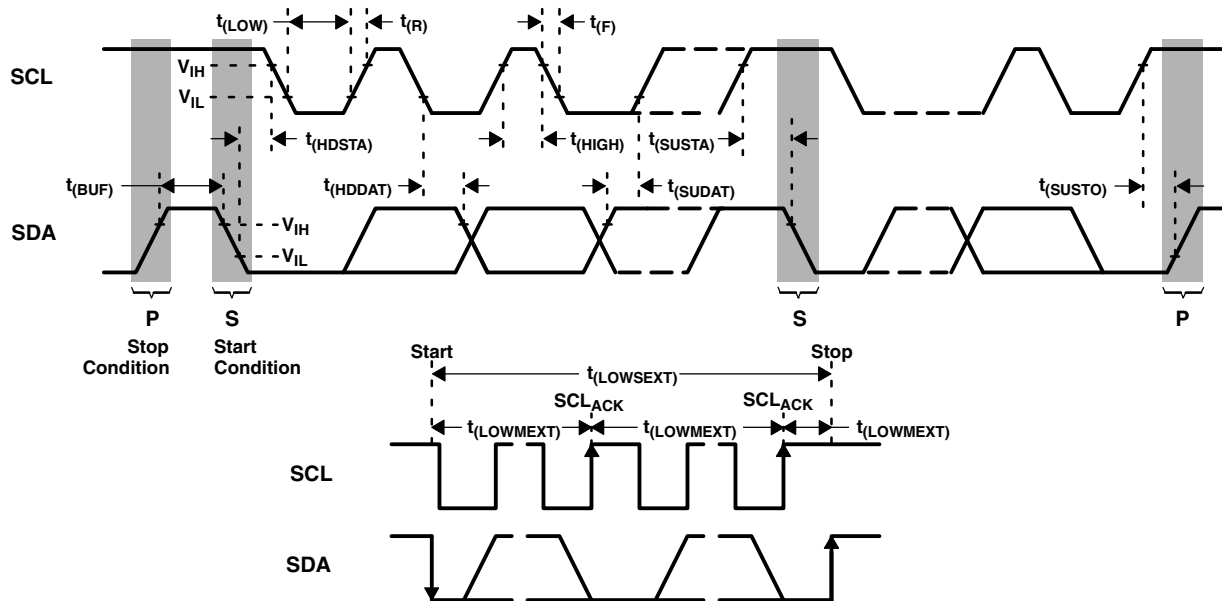 t(LOW)
t(R)
t(F)
SCL
VIH
VIL
t(HDSTA)
t(HIGH)
t(SUSTA)
t(BUF)
t(HDDAT)
t(SUDAT)
t(SUSTO)
SDA
VIH
VIL
P
S
S
P
Stop
Condition
Start
Condition
Start
Stop
t(LOWSEXT)
SCLACK
SCLACK
t(LOWMEXT)
t(LOWMEXT)
t(LOWMEXT)
SCL
SDA